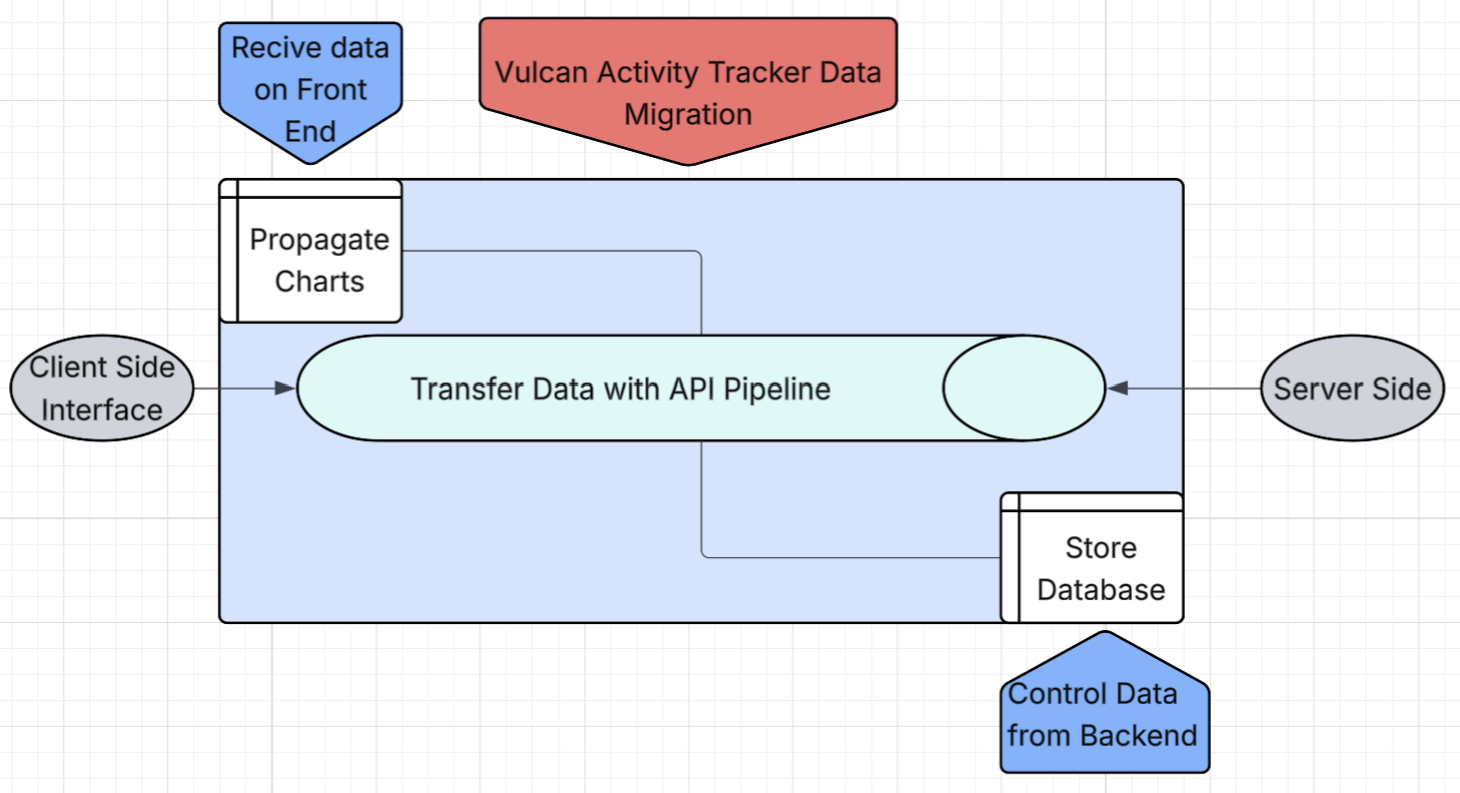 Recive data
on Front
End
Vulcan Activity Tracker Data
Migration
Propagate
Charts
Client Side
Interface
Transfer Data with API Pipeline
Server Side
Store
Database
Control Data
from Backend